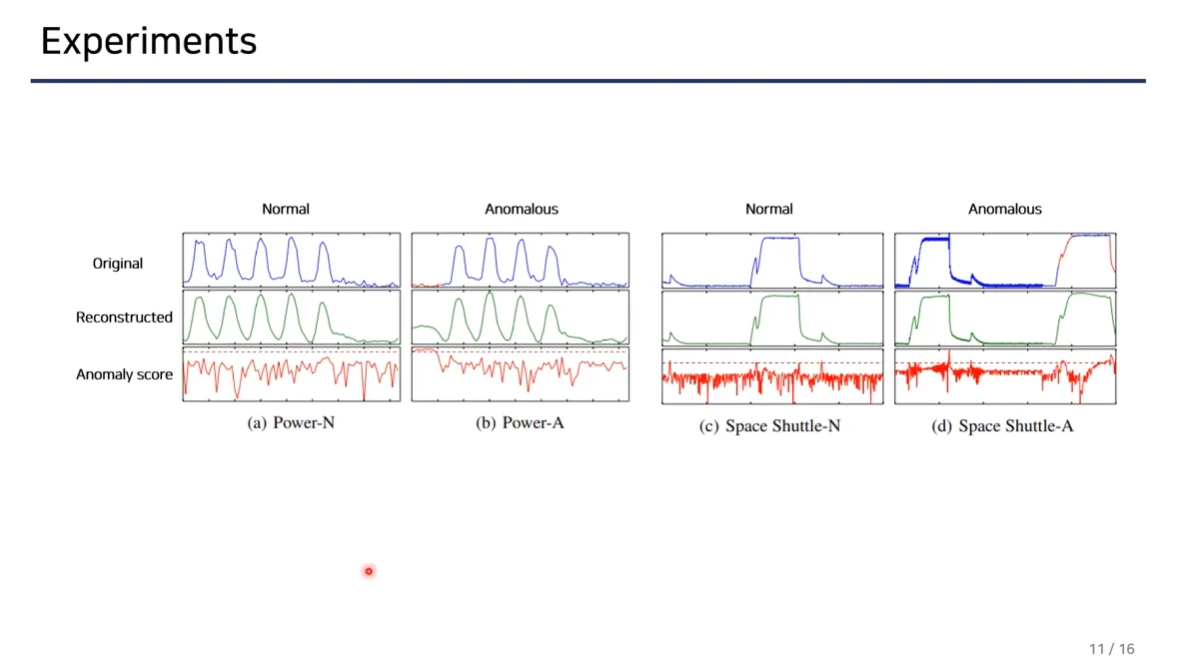 Experiments
Normal
Anomalous
Normal
Anomalous
Original
Reconstructed
Anomaly score
(a) Power-N
(b) Power-A
(c) Space Shuttle-N
(d) Space Shuttle-A
11 / 16